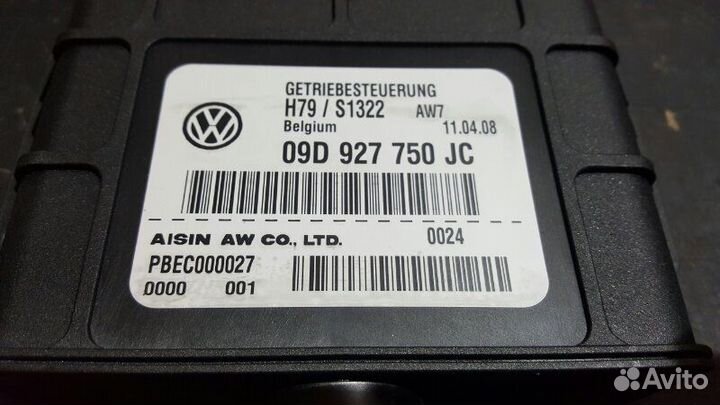 GETRIEBESTEUERUNG
H79 / S1322 AW7
Belgium 11.04.08
09D 927 750 JC
AISIN AW CO., LTD. 0024
PBEC000027
0000 001
Avito